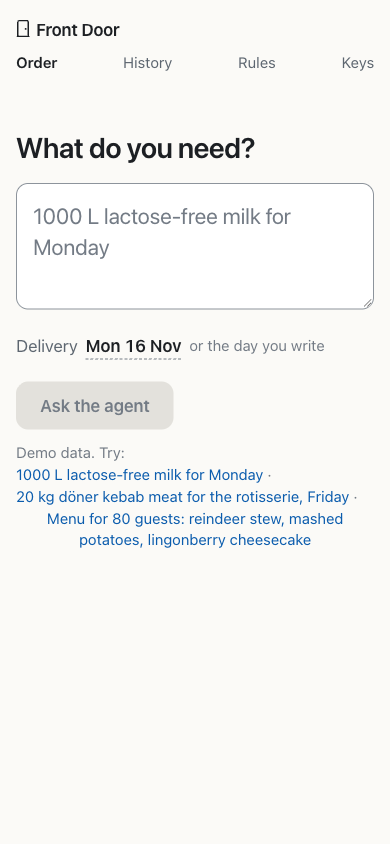 Front Door
Order History Rules Keys
What do you need?
1000 L lactose-free milk for
Monday
Delivery Mon 16 Nov or the day you write
Ask the agent
Demo data. Try:
1000 L lactose-free milk for Monday ·
20 kg döner kebab meat for the rotisserie, Friday ·
Menu for 80 guests: reindeer stew, mashed
potatoes, lingonberry cheesecake